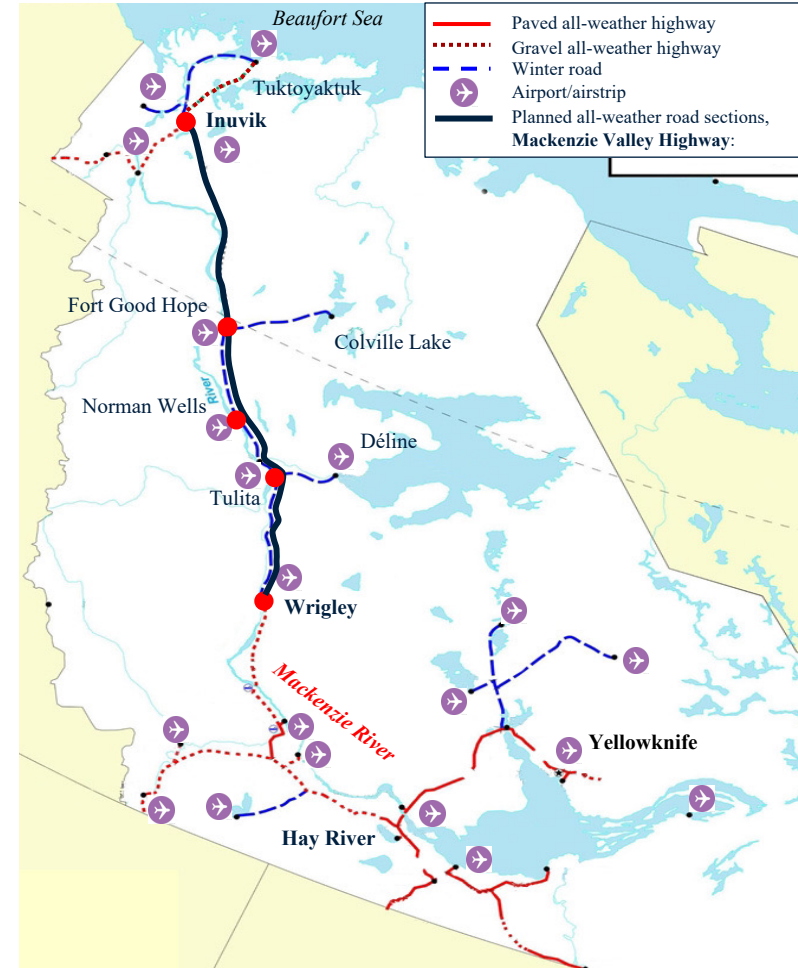 Beaufort Sea
Paved all-weather highway
Gravel all-weather highway
Winter road
Airport/airstrip
Planned all-weather road sections,
Mackenzie Valley Highway:
Tuktoyaktuk
Inuvik
Fort Good Hope
Colville Lake
River
Norman Wells
Déline
Tulita
Wrigley
Mackenzie River
Yellowknife
Hay River